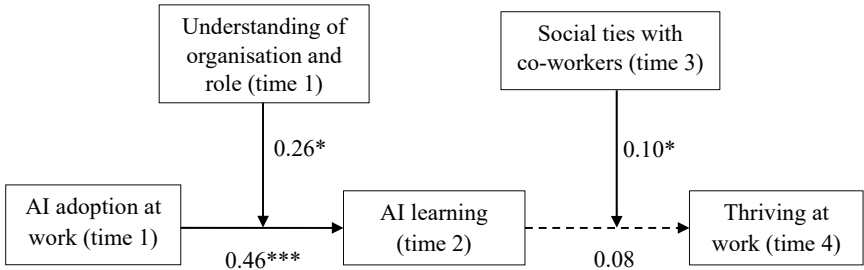 Understanding of
organisation and
role (time 1)
Social ties with
co-workers (time 3)
0.26*
0.10*
AI adoption at
work (time 1)
AI learning
(time 2)
Thriving at
work (time 4)
0.46***
0.08